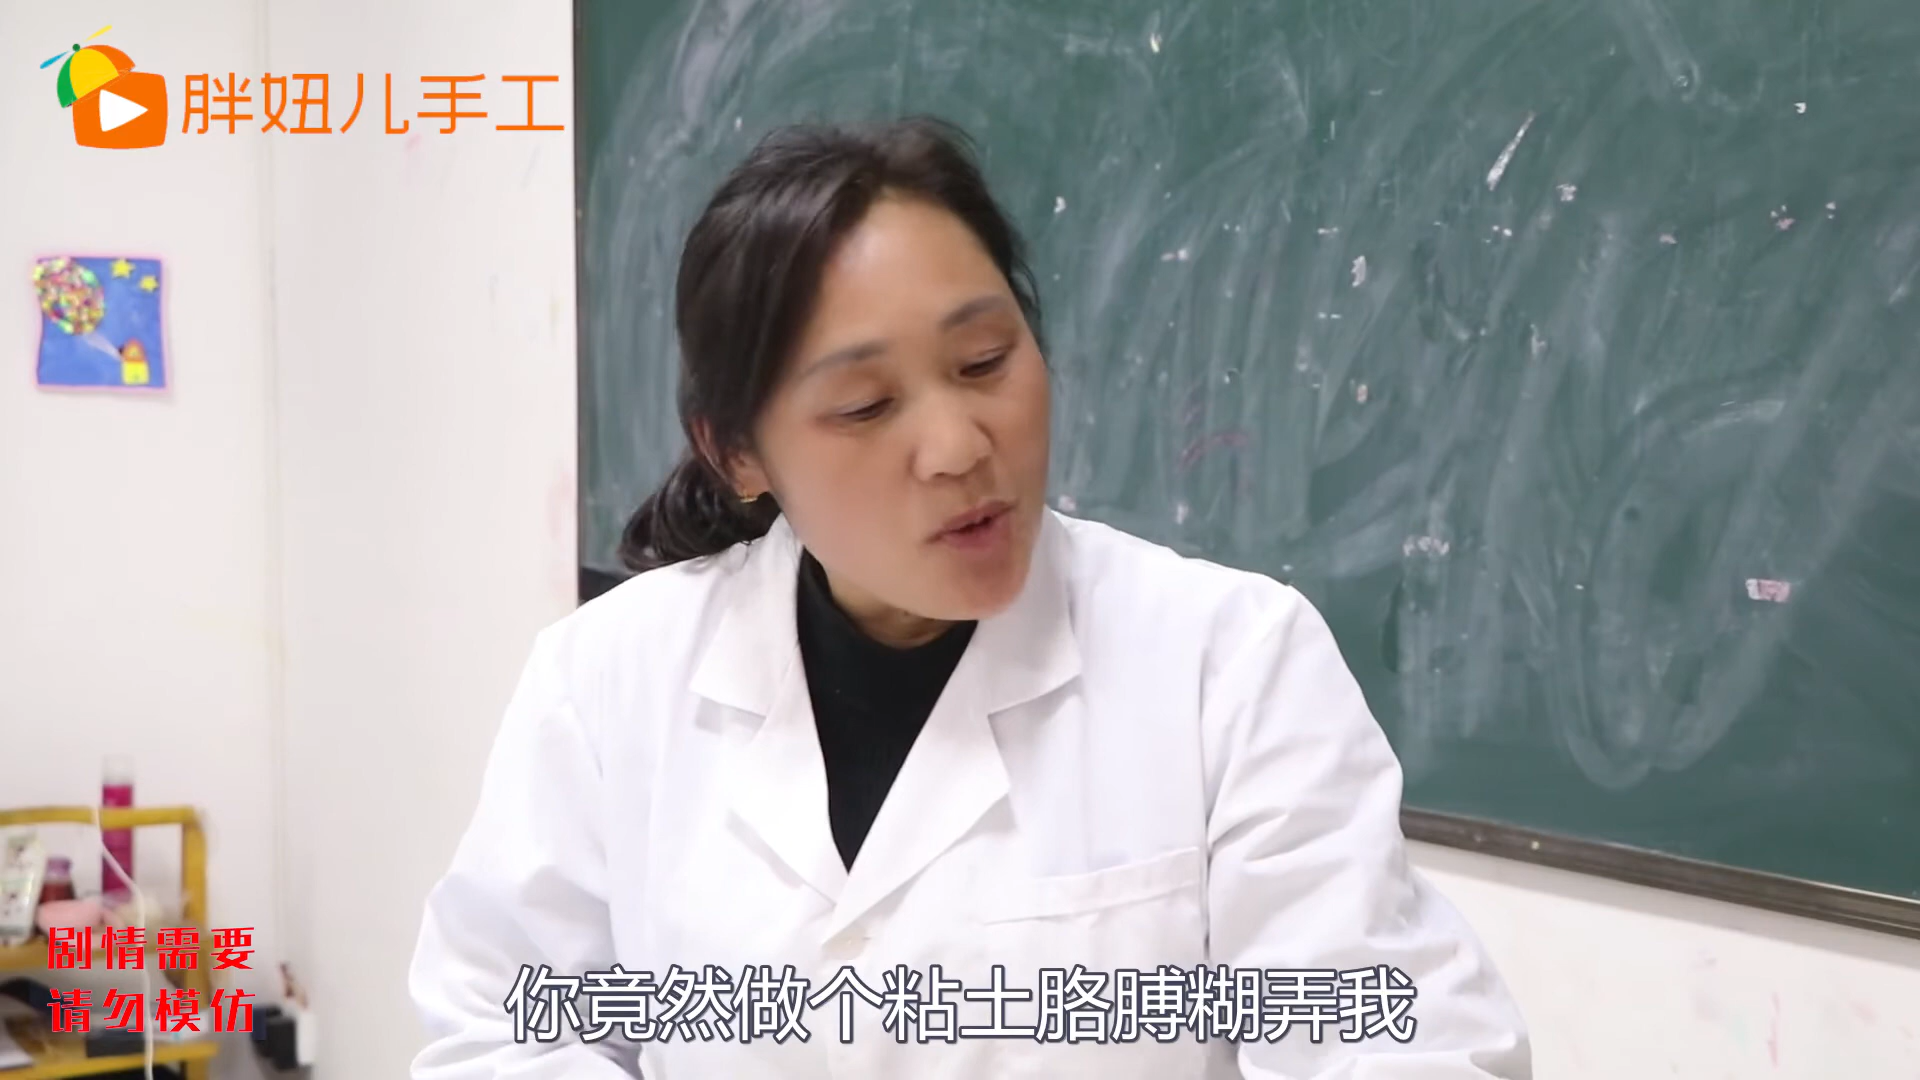 胖妞儿手工
剧情需要
请勿模仿
你竟然做个粘土胳膊糊弄我